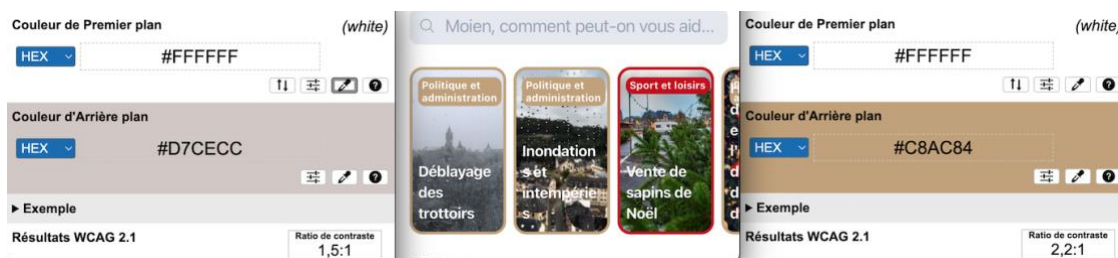 Couleur de Premier plan
(white)
HEX
#FFFFFF
Couleur d'Arrière plan
HEX
#D7CECC
Exemple
Résultats WCAG 2.1
Ratio de contraste
1,5:1
Moien, comment peut-on vous aid...
Politique et
administration
Déblayage
des
trottoirs
Politique et
administration
Inondation
s et
intempérie
s
Sport et loisirs
Vente de
sapins de
Noël
Couleur de Premier plan
(white)
HEX
#FFFFFF
Couleur d'Arrière plan
HEX
#C8AC84
Exemple
Résultats WCAG 2.1
Ratio de contraste
2,2:1